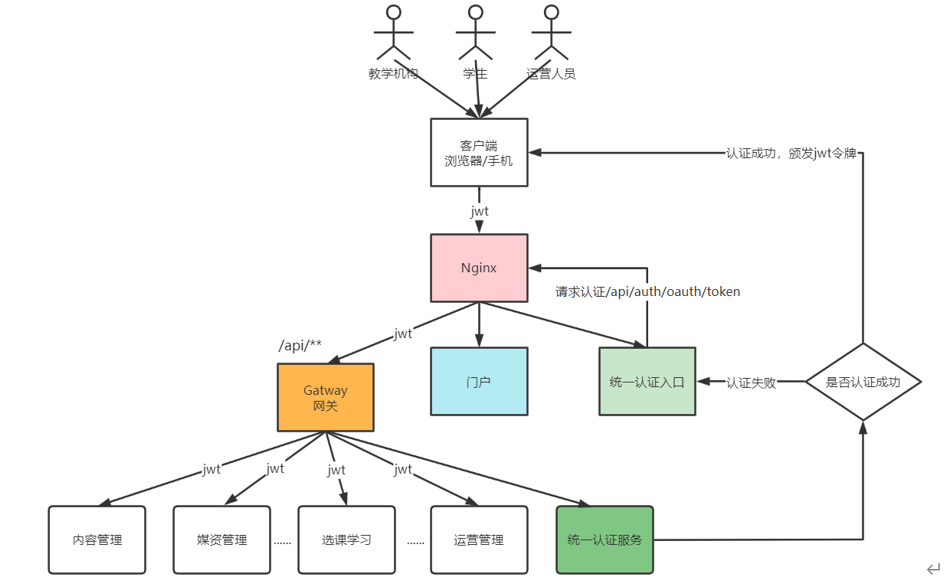 教学机构
学生
运营人员
客户端
浏览器/手机
认证成功，颁发jwt令牌
jwt
Nginx
请求认证/api/auth/oauth/token
jwt
/api/**
Gatway
网关
门户
统一认证入口
认证失败
是否认证成功
jwt
jwt
jwt
jwt
内容管理
媒资管理
......
选课学习
......
运营管理
统一认证服务